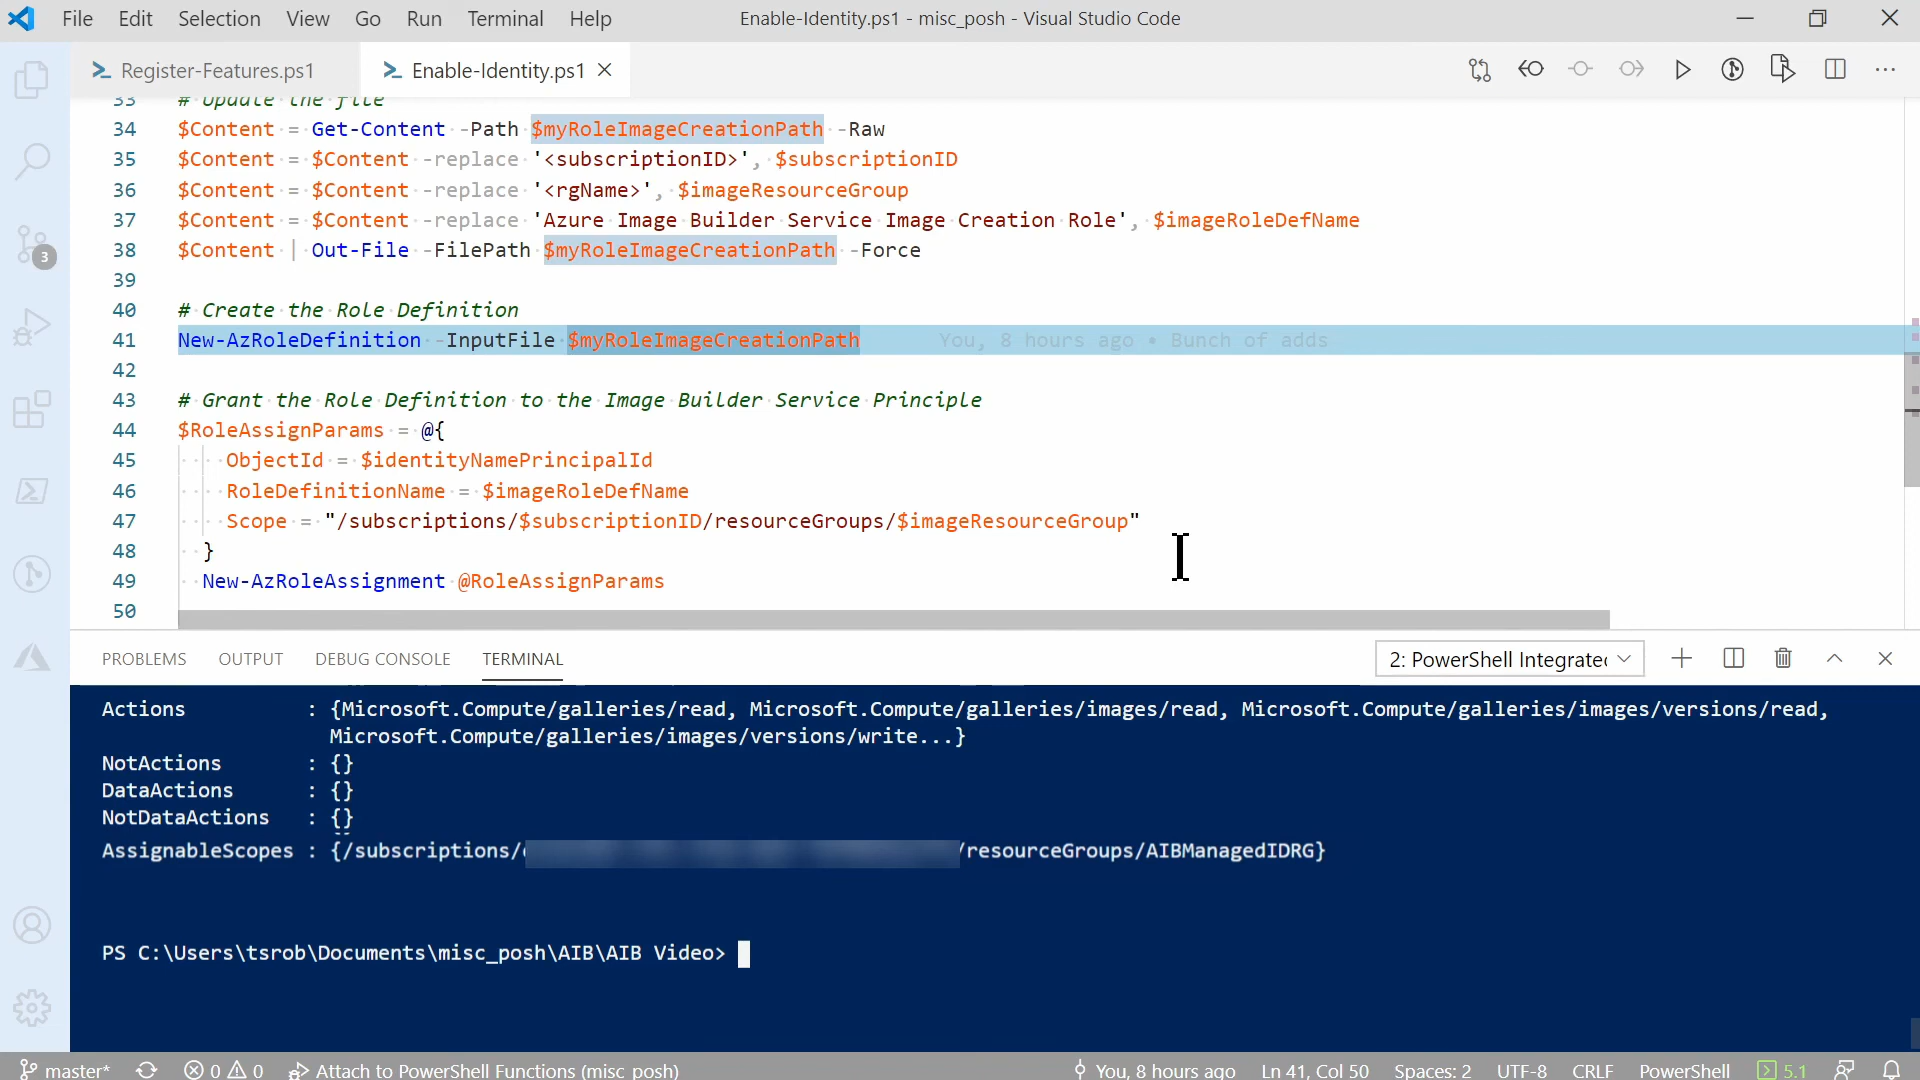 File Edit Selection View Go Run Terminal Help
Enable-Identity.ps1 - misc_posh - Visual Studio Code
Register-Features.ps1
Enable-Identity.ps1
33 # Update the file
34 $Content = Get-Content -Path $myRoleImageCreationPath -Raw
35 $Content = $Content -replace '<subscriptionID>', $subscriptionID
36 $Content = $Content -replace '<rgName>', $imageResourceGroup
37 $Content = $Content -replace 'Azure Image Builder Service Image Creation Role', $imageRoleDefName
38 $Content | Out-File -FilePath $myRoleImageCreationPath -Force
39
40 # Create the Role Definition
41 New-AzRoleDefinition -InputFile $myRoleImageCreationPath You, 8 hours ago • Bunch of adds
42
43 # Grant the Role Definition to the Image Builder Service Principle
44 $RoleAssignParams = @{
45 ObjectId = $identityNamePrincipalId
46 RoleDefinitionName = $imageRoleDefName
47 Scope = "/subscriptions/$subscriptionID/resourceGroups/$imageResourceGroup"
48 }
49 New-AzRoleAssignment @RoleAssignParams
50
3
PROBLEMS OUTPUT DEBUG CONSOLE TERMINAL
2: PowerShell Integrate
Actions : {Microsoft.Compute/galleries/read, Microsoft.Compute/galleries/images/read, Microsoft.Compute/galleries/images/versions/read,
Microsoft.Compute/galleries/images/versions/write...}
NotActions : {}
DataActions : {}
NotDataActions : {}
AssignableScopes : {/subscriptions/ /resourceGroups/AIBManagedIDRG}
PS C:\Users\tsrob\Documents\misc_posh\AIB\AIB Video>
master* 0 0 Attach to PowerShell Functions (misc_posh)
You, 8 hours ago Ln 41, Col 50 Spaces: 2 UTF-8 CRLF PowerShell 5.1